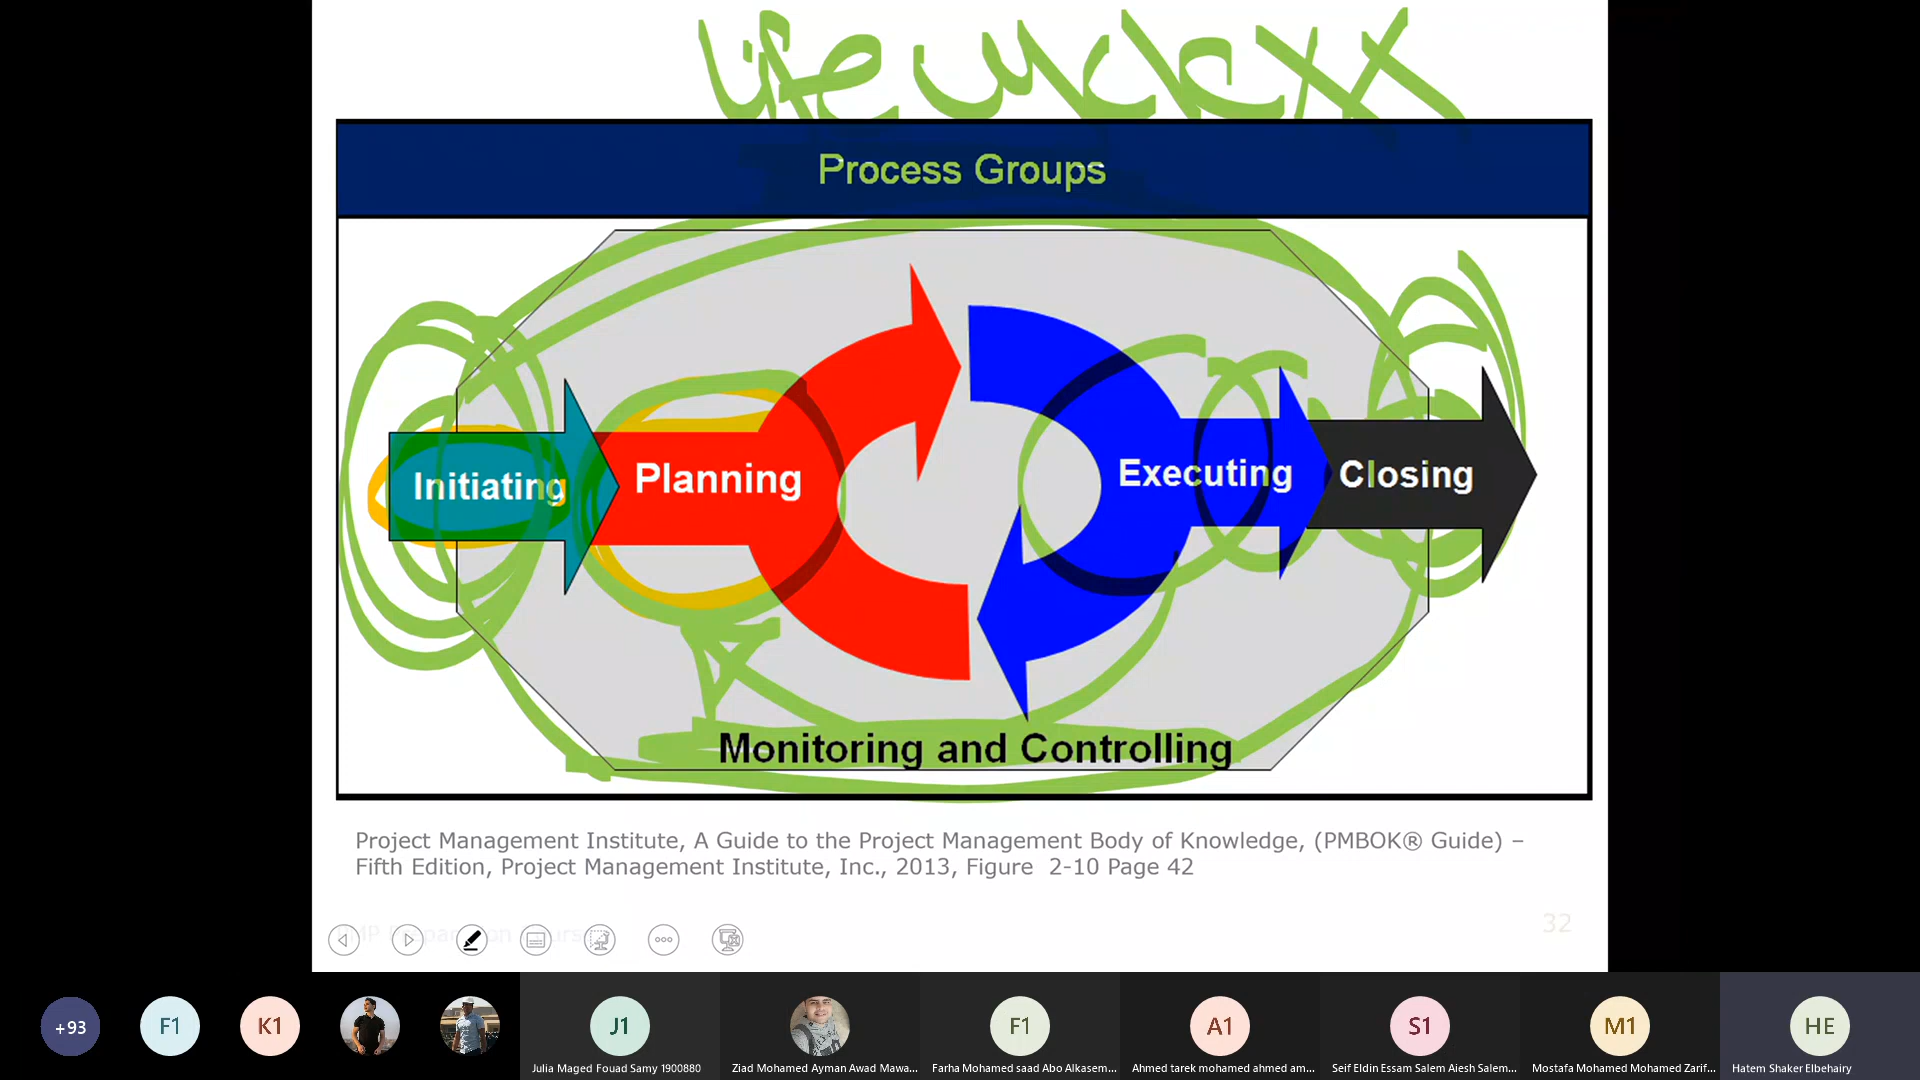 Life cycle XX
Process Groups
Initiating
Planning
Executing
Closing
Monitoring and Controlling
Project Management Institute, A Guide to the Project Management Body of Knowledge, (PMBOK® Guide) –
Fifth Edition, Project Management Institute, Inc., 2013, Figure 2-10 Page 42
32
+93
F1
K1
J1
F1
A1
S1
M1
HE
Julia Maged Fouad Samy 1900880
Ziad Mohamed Ayman Awad Mawa...
Farha Mohamed saad Abo Alkasem...
Ahmed tarek mohamed ahmed am...
Seif Eldin Essam Salem Aiesh Salem...
Mostafa Mohamed Mohamed Zarif...
Hatem Shaker Elbehairy